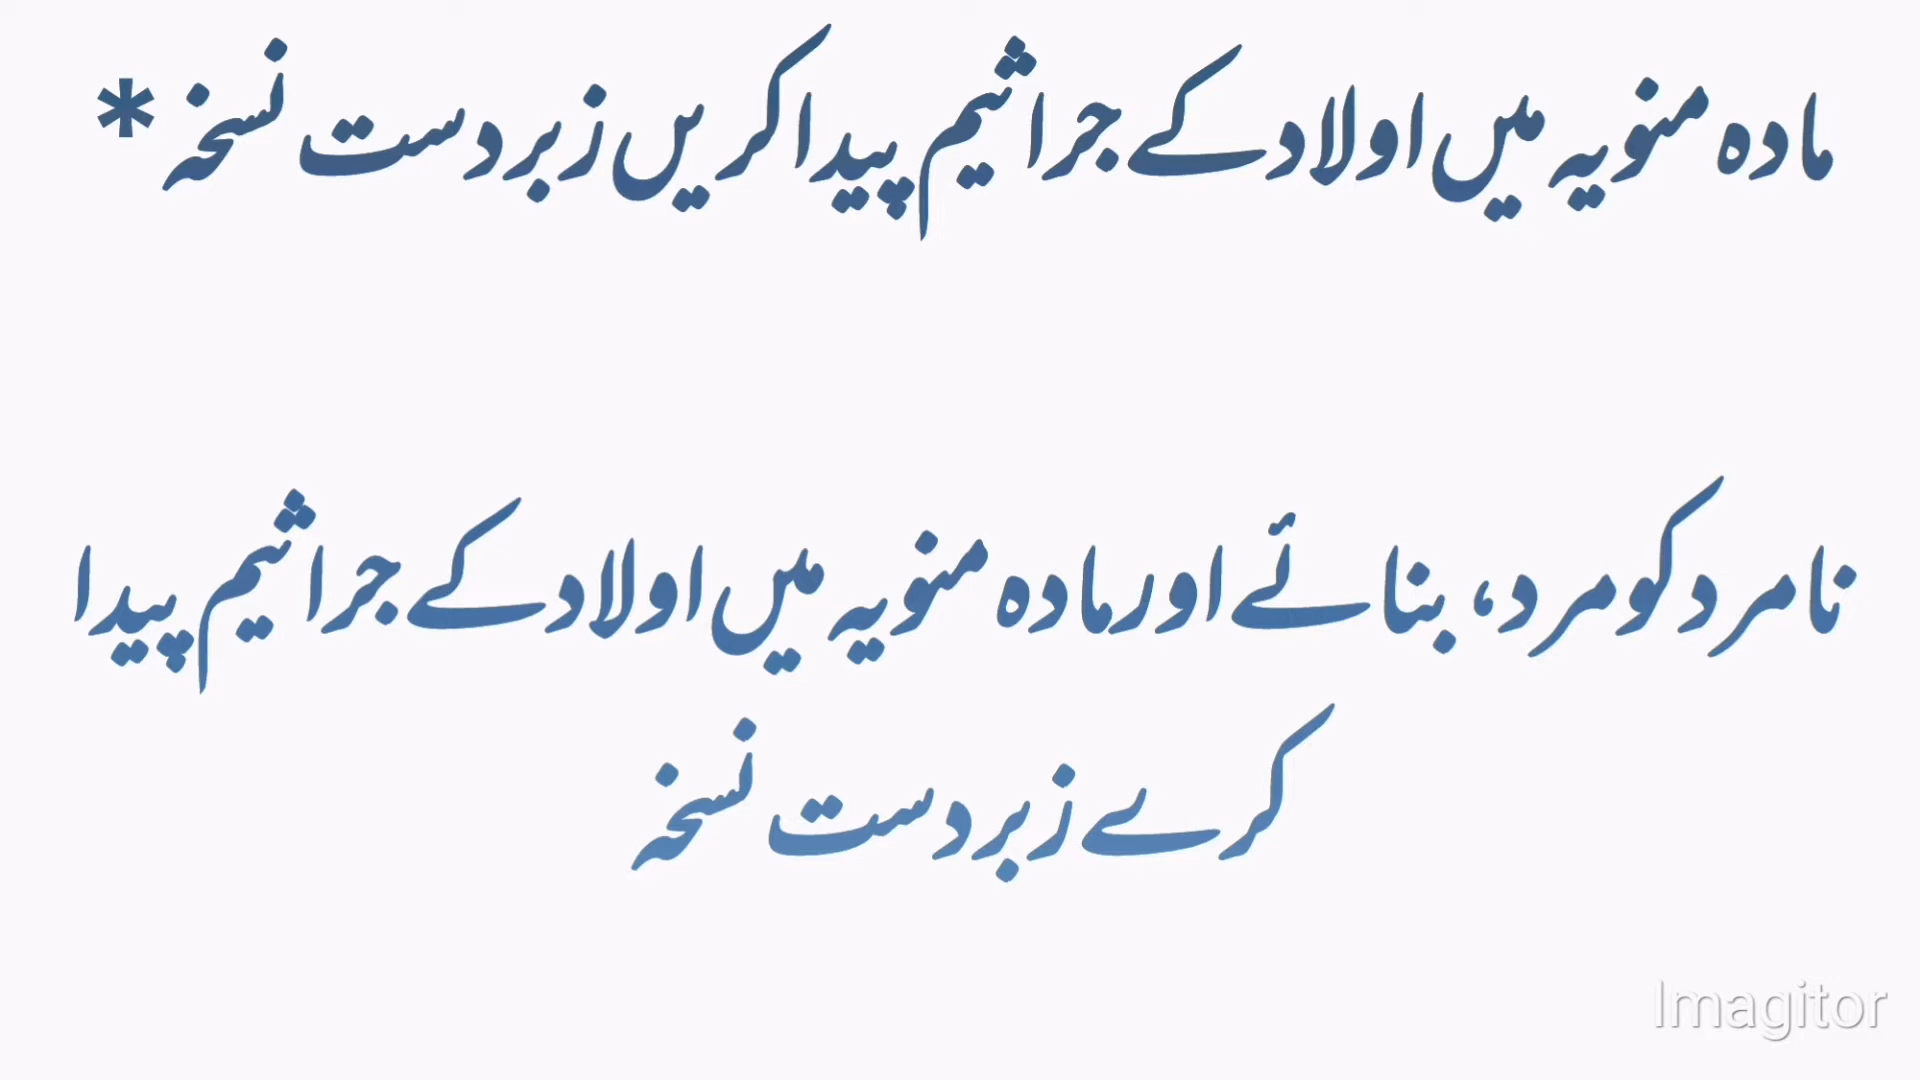 مادہ منویہ میں اولاد کے جراثیم پیدا کریں زبردست نسخہ *
نامرد کو مرد، بنائے اور مادہ منویہ میں اولاد کے جراثیم پیدا
کرے زبردست نسخہ
Imagitor